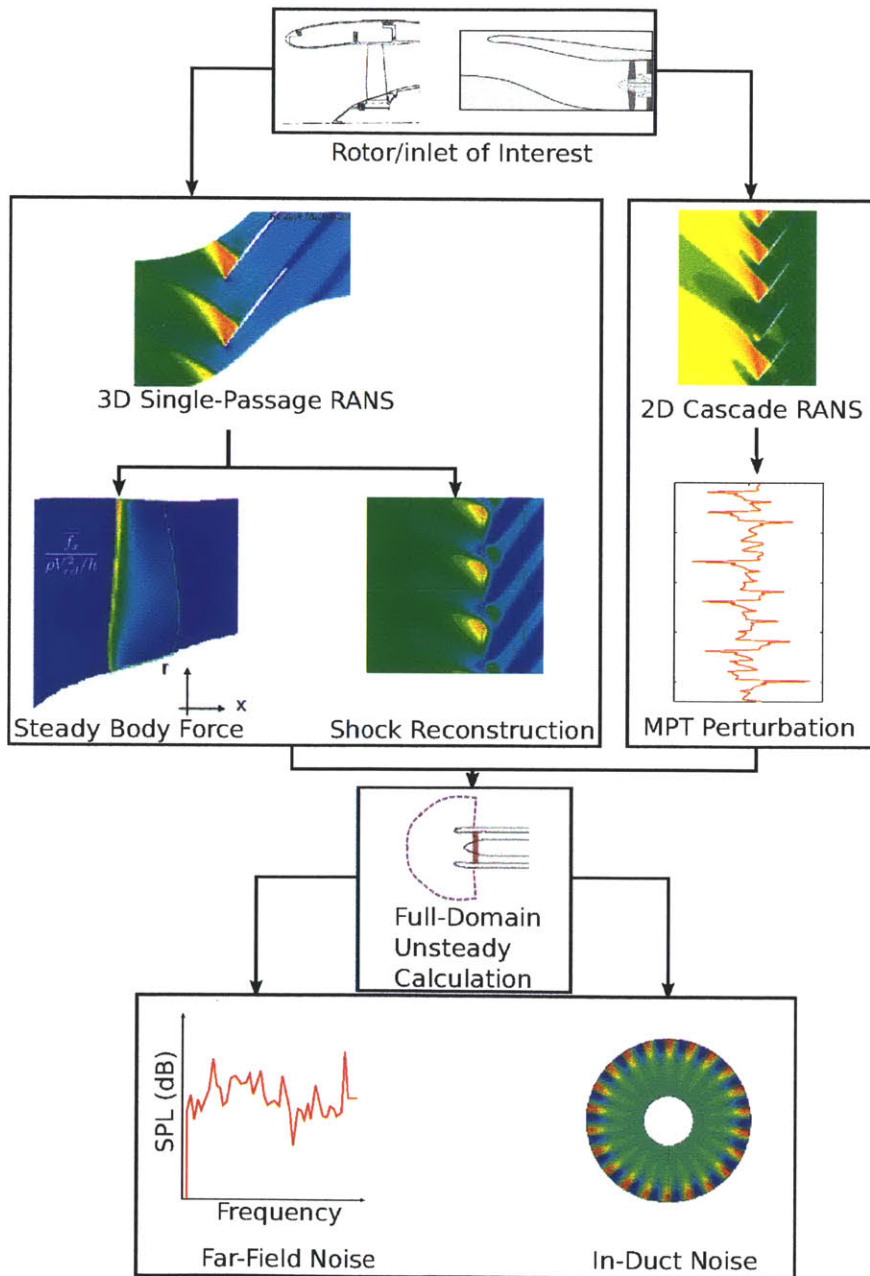 Rotor/inlet of Interest
3D Single-Passage RANS
2D Cascade RANS
r
x
Steady Body Force
Shock Reconstruction
MPT Perturbation
Full-Domain
Unsteady
Calculation
SPL (dB)
Frequency
Far-Field Noise
In-Duct Noise